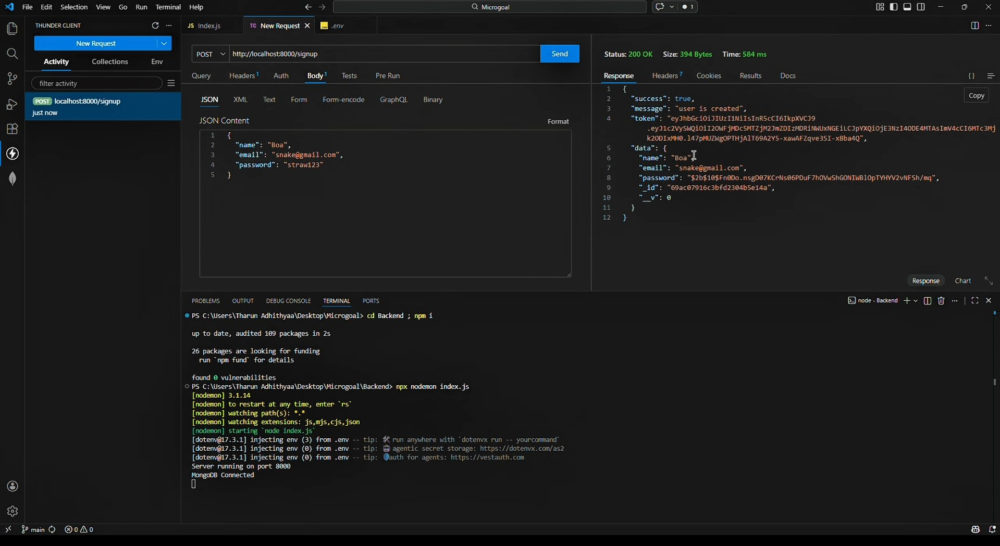 File Edit Selection View Go Run Terminal Help
Microgoal
1
THUNDER CLIENT
New Request
Activity Collections Env
filter activity
POST localhost:8000/signup
just now
JS Index.js
TC New Request
.env
POST http://localhost:8000/signup Send
Query Headers 1 Auth Body 1 Tests Pre Run
JSON XML Text Form Form-encode GraphQL Binary
JSON Content Format
1 {
2 "name": "Boa",
3 "email": "snake@gmail.com",
4 "password": "straw123"
5 }
Status: 200 OK Size: 394 Bytes Time: 584 ms
Response Headers 7 Cookies Results Docs { }
Copy
1 {
2 "success": true,
3 "message": "user is created",
4 "token": "eyJhbGciOiJIUzI1NiIsInR5cCI6IkpXVCJ9
5 "data": {
6 "name": "Boa",
7 "email": "snake@gmail.com",
8 "password":
9 "_id": "69ac07916c3bfd2304b5e14a",
10 "__v": 0
11 }
12 }
Response Chart
PROBLEMS OUTPUT DEBUG CONSOLE TERMINAL PORTS
node - Backend
PS C:\Users\Tharun Adhithyaa\Desktop\Microgoal> cd Backend ; npm i
up to date, audited 109 packages in 2s
26 packages are looking for funding
run `npm fund` for details
found 0 vulnerabilities
PS C:\Users\Tharun Adhithyaa\Desktop\Microgoal\Backend> npx nodemon index.js
[nodemon] 3.1.14
[nodemon] to restart at any time, enter `rs`
[nodemon] watching path(s): *.*
[nodemon] watching extensions: js,mjs,cjs,json
[nodemon] starting `node index.js`
[dotenv@17.3.1] injecting env (3) from .env -- tip: 🛠️ run anywhere with `dotenvx run -- yourcommand`
[dotenv@17.3.1] injecting env (0) from .env -- tip: agentic secret storage: https://dotenvx.com/as2
[dotenv@17.3.1] injecting env (0) from .env -- tip: auth for agents: https://vestauth.com
Server running on port 8000
MongoDB Connected
main 0 0